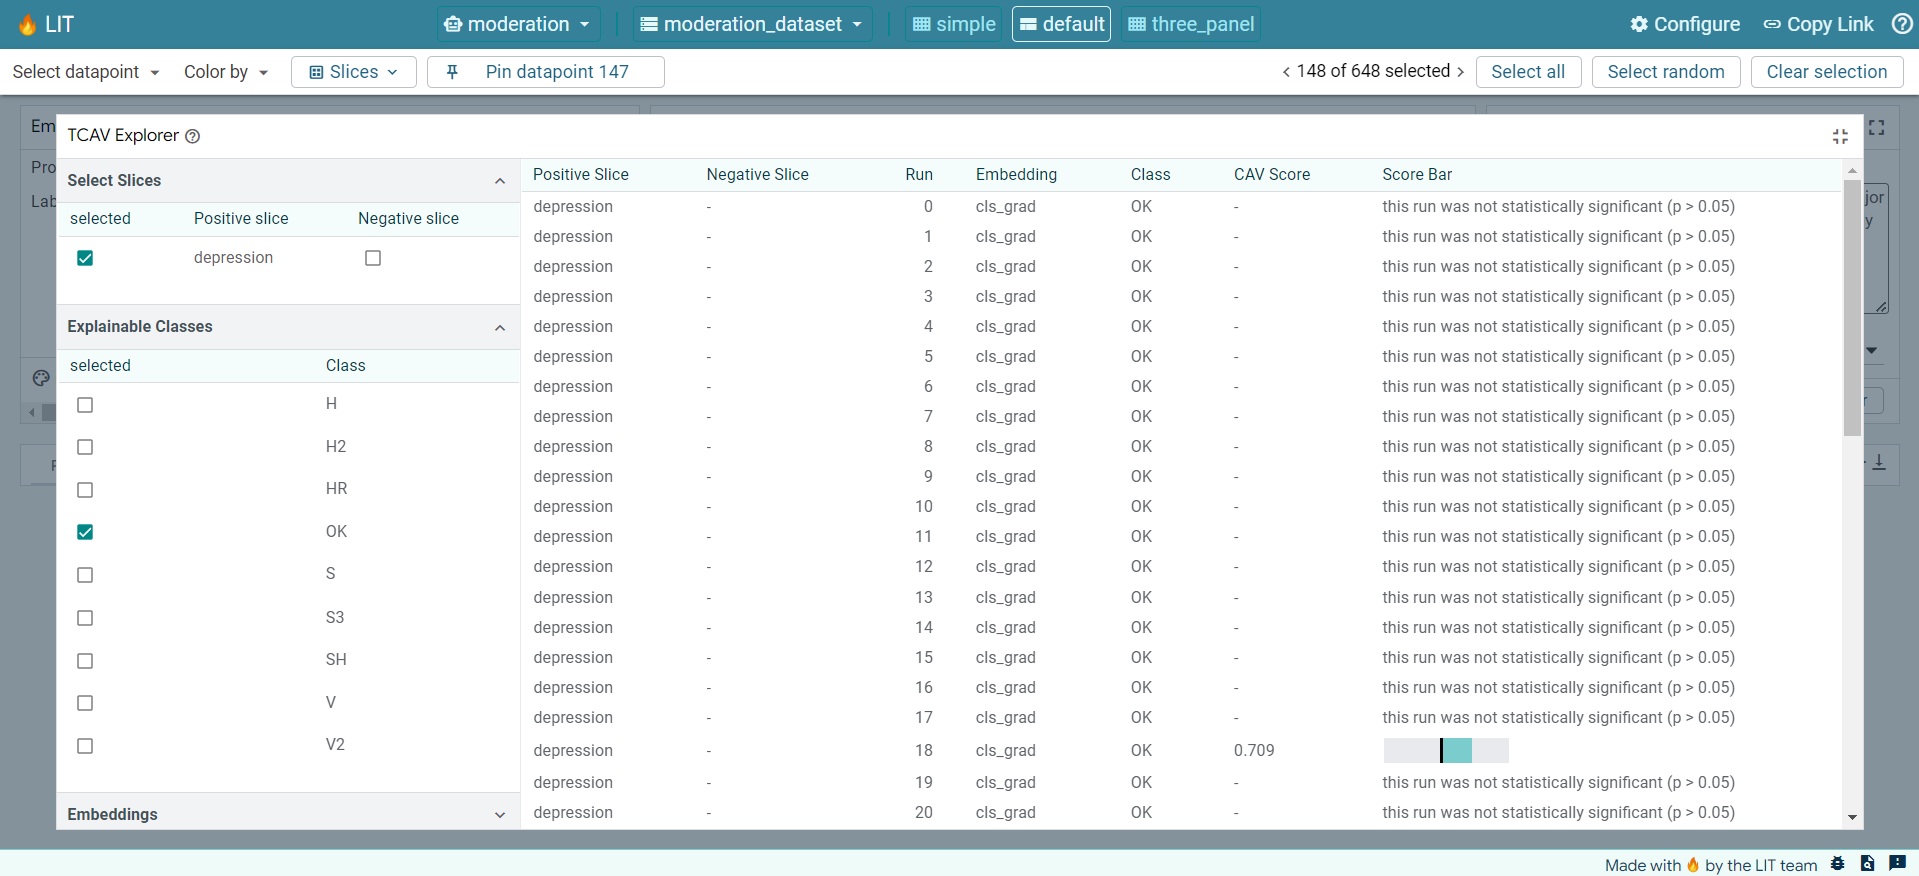 LIT
moderation
moderation_dataset
simple
default
three_panel
Configure
Copy Link
Select datapoint
Color by
Slices
Pin datapoint 147
148 of 648 selected
Select all
Select random
Clear selection
TCAV Explorer
Select Slices
selected Positive slice Negative slice
depression
Explainable Classes
selected Class
H
H2
HR
OK
S
S3
SH
V
V2
Embeddings
Positive Slice Negative Slice Run Embedding Class CAV Score Score Bar
depression - 0 cls_grad OK - this run was not statistically significant (p > 0.05)
depression - 1 cls_grad OK - this run was not statistically significant (p > 0.05)
depression - 2 cls_grad OK - this run was not statistically significant (p > 0.05)
depression - 3 cls_grad OK - this run was not statistically significant (p > 0.05)
depression - 4 cls_grad OK - this run was not statistically significant (p > 0.05)
depression - 5 cls_grad OK - this run was not statistically significant (p > 0.05)
depression - 6 cls_grad OK - this run was not statistically significant (p > 0.05)
depression - 7 cls_grad OK - this run was not statistically significant (p > 0.05)
depression - 8 cls_grad OK - this run was not statistically significant (p > 0.05)
depression - 9 cls_grad OK - this run was not statistically significant (p > 0.05)
depression - 10 cls_grad OK - this run was not statistically significant (p > 0.05)
depression - 11 cls_grad OK - this run was not statistically significant (p > 0.05)
depression - 12 cls_grad OK - this run was not statistically significant (p > 0.05)
depression - 13 cls_grad OK - this run was not statistically significant (p > 0.05)
depression - 14 cls_grad OK - this run was not statistically significant (p > 0.05)
depression - 15 cls_grad OK - this run was not statistically significant (p > 0.05)
depression - 16 cls_grad OK - this run was not statistically significant (p > 0.05)
depression - 17 cls_grad OK - this run was not statistically significant (p > 0.05)
depression - 18 cls_grad OK 0.709
depression - 19 cls_grad OK - this run was not statistically significant (p > 0.05)
depression - 20 cls_grad OK - this run was not statistically significant (p > 0.05)
Made with by the LIT team